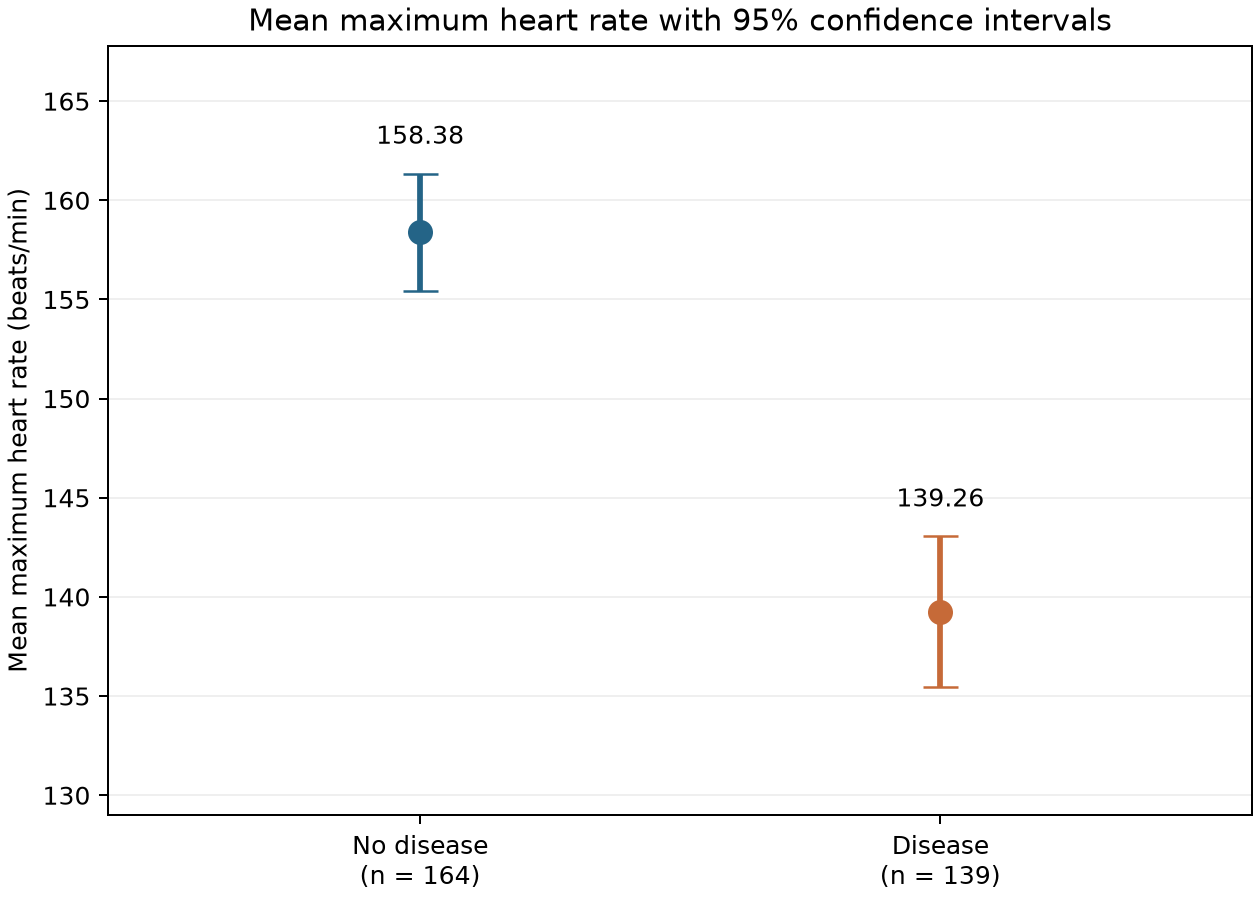 Mean maximum heart rate with 95% confidence intervals
Mean maximum heart rate (beats/min)
165
160
155
150
145
140
135
130
158.38
139.26
No disease
(n = 164)
Disease
(n = 139)